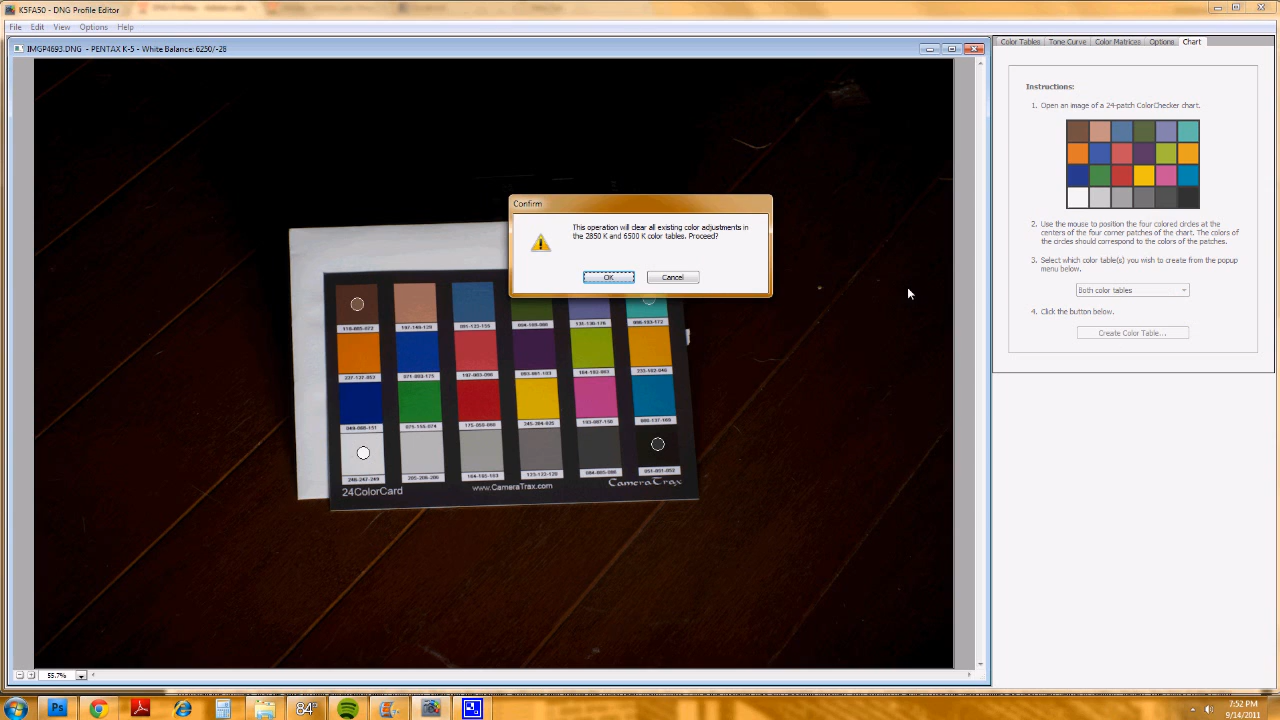 K5FA50 - DNG Profile Editor
File Edit View Options Help
IMGP4693.DNG - PENTAX K-5 - White Balance: 6250/-28
Color Tables Tone Curve Color Matrices Options Chart
Instructions:
1. Open an image of a 24-patch ColorChecker chart.
2. Use the mouse to position the four colored circles at
the centers of the four corner patches of the chart. The colors of
the circles should correspond to the colors of the patches.
3. Select which color table(s) you wish to create from the popup
menu below.
Both color tables
4. Click the button below.
Create Color Table...
Confirm
This operation will clear all existing color adjustments in
the 2850 K and 6500 K color tables. Proceed?
OK Cancel
24ColorCard www.CameraTrax.com CameraTrax
55.7%
Ps 84°
7:52 PM
9/14/2011